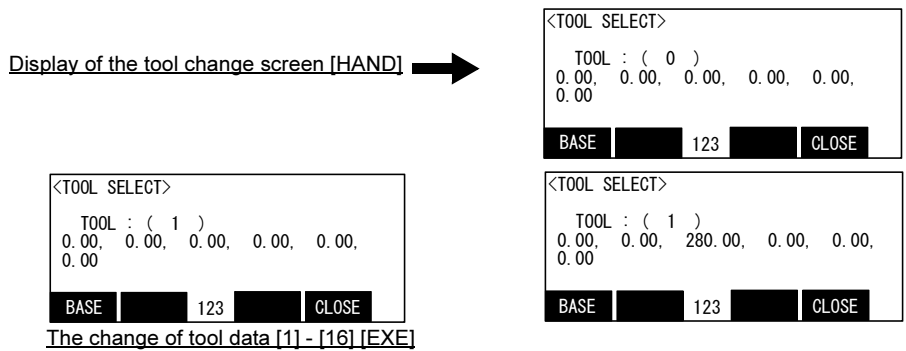 Display of the tool change screen [HAND]
<TOOL SELECT>
TOOL : ( 0 )
0.00, 0.00, 0.00, 0.00, 0.00,
0.00
BASE 123 CLOSE
<TOOL SELECT>
TOOL : ( 1 )
0.00, 0.00, 0.00, 0.00, 0.00,
0.00
BASE 123 CLOSE
The change of tool data [1] - [16] [EXE]
<TOOL SELECT>
TOOL : ( 1 )
0.00, 0.00, 280.00, 0.00, 0.00,
0.00
BASE 123 CLOSE